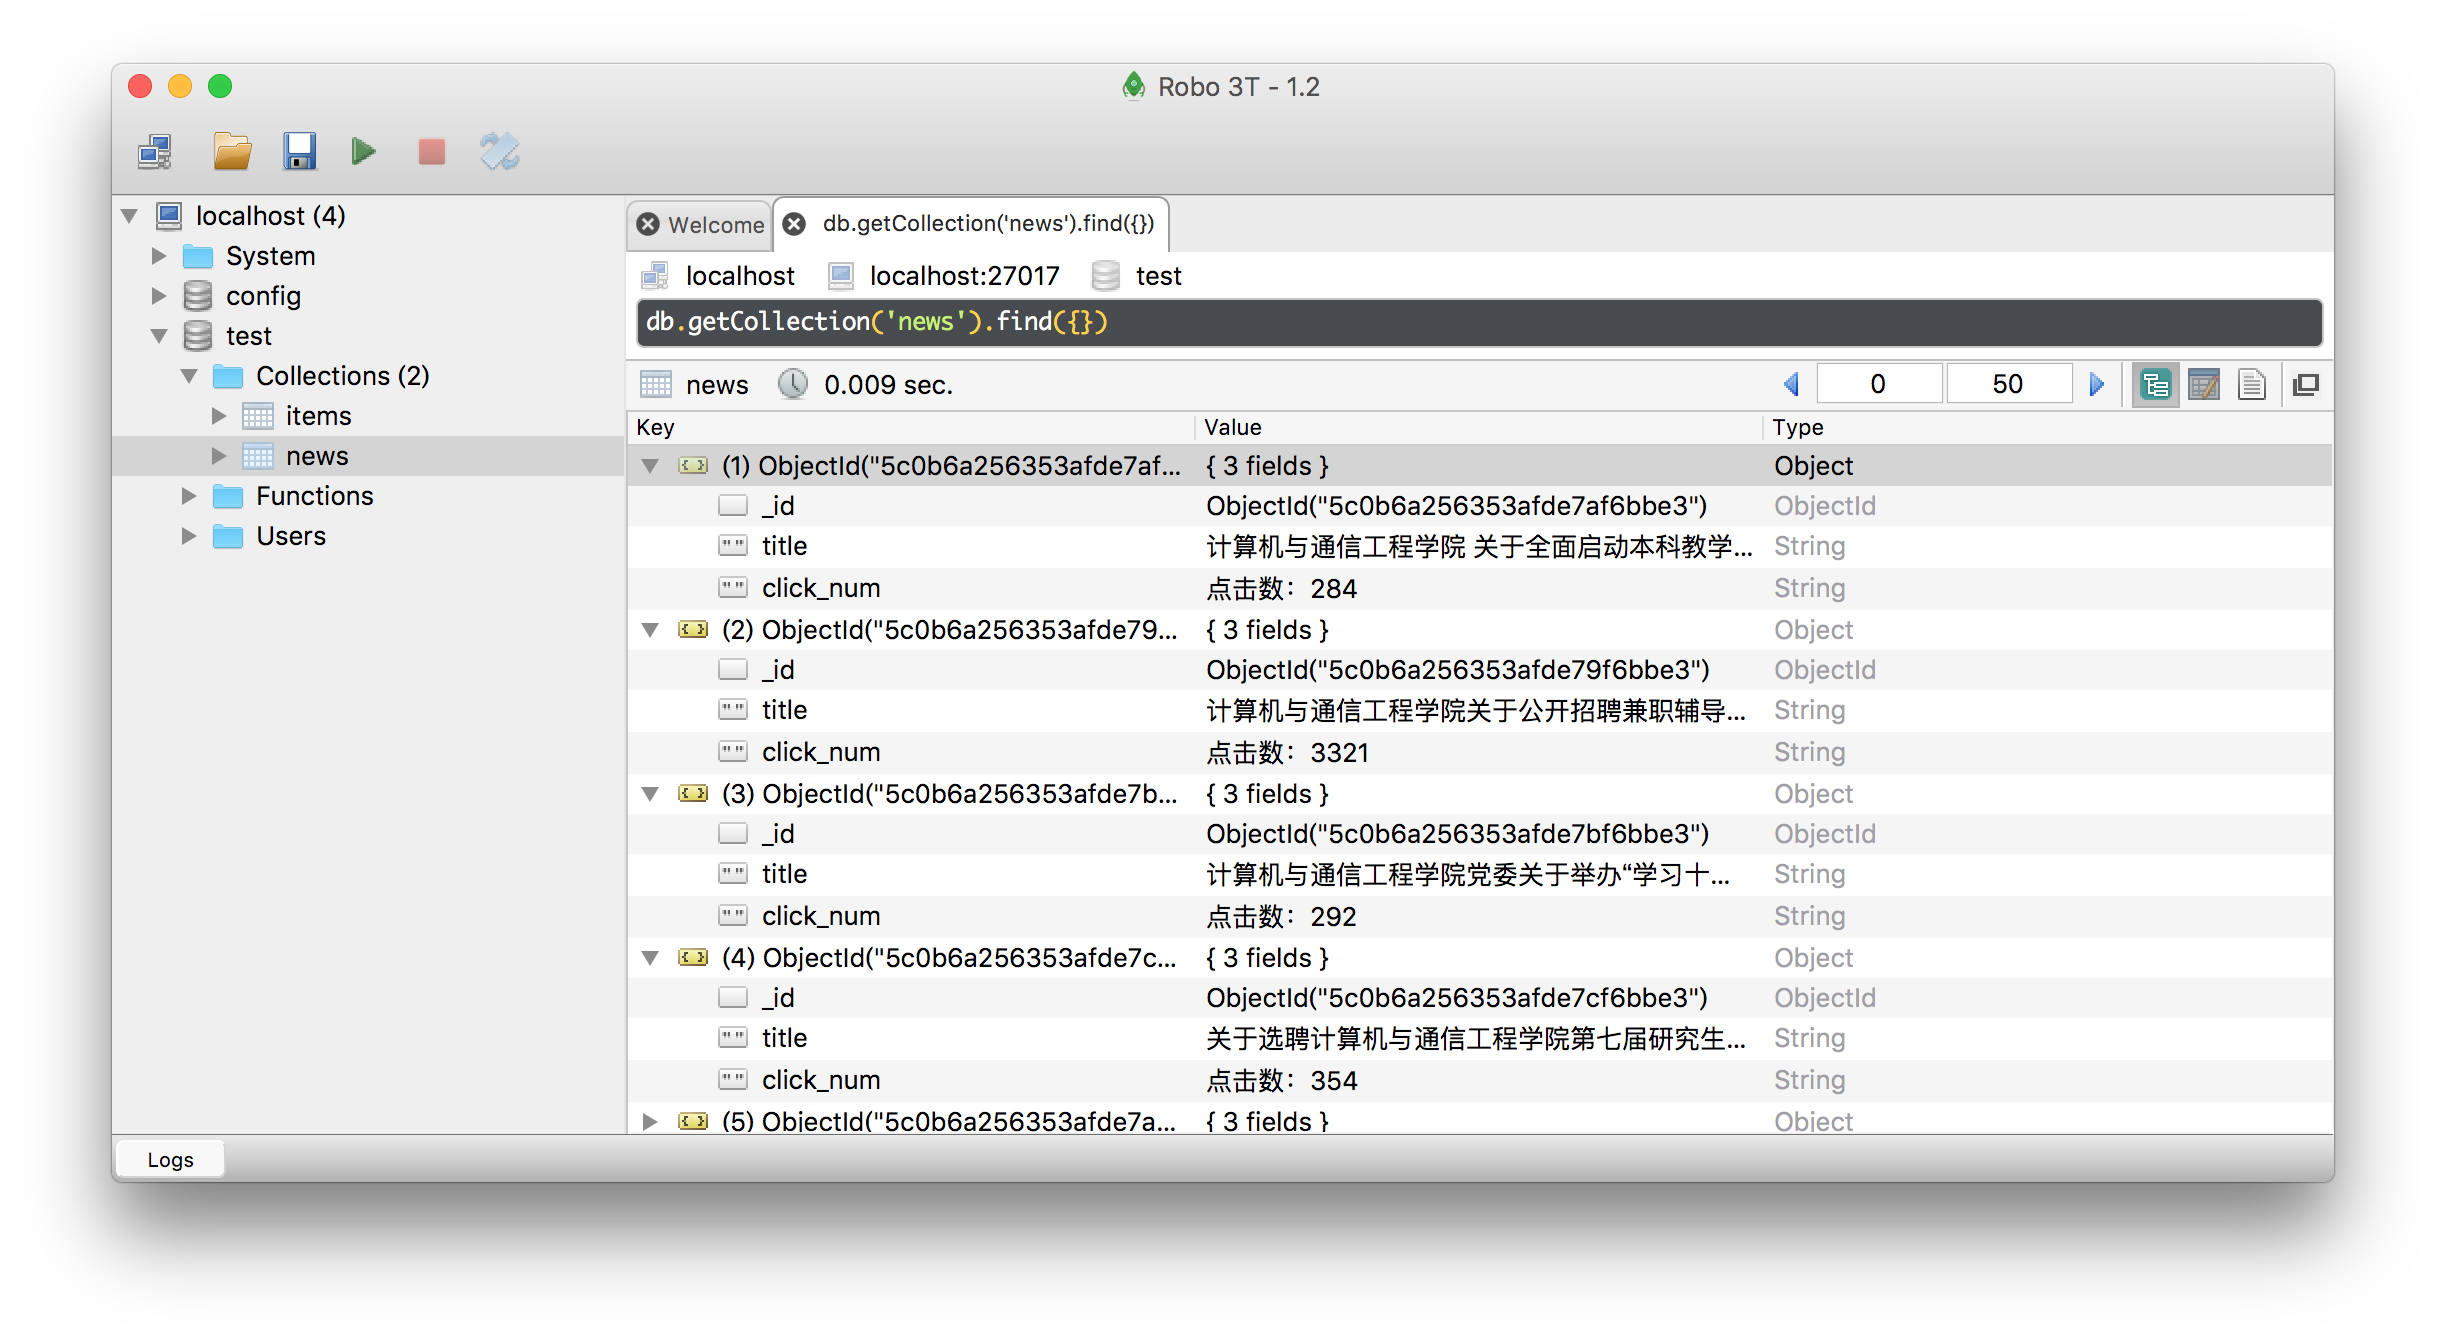 Robo 3T - 1.2
localhost (4)
System
config
test
Collections (2)
items
news
Functions
Users
Welcome
db.getCollection('news').find({})
localhost localhost:27017 test
db.getCollection('news').find({})
news 0.009 sec. 0 50
Key Value Type
(1) ObjectId("5c0b6a256353afde7af... { 3 fields } Object
_id ObjectId("5c0b6a256353afde7af6bbe3") ObjectId
title 计算机与通信工程学院 关于全面启动本科教学... String
click_num 点击数：284 String
(2) ObjectId("5c0b6a256353afde79... { 3 fields } Object
_id ObjectId("5c0b6a256353afde79f6bbe3") ObjectId
title 计算机与通信工程学院关于公开招聘兼职辅导... String
click_num 点击数：3321 String
(3) ObjectId("5c0b6a256353afde7b... { 3 fields } Object
_id ObjectId("5c0b6a256353afde7bf6bbe3") ObjectId
title 计算机与通信工程学院党委关于举办“学习十... String
click_num 点击数：292 String
(4) ObjectId("5c0b6a256353afde7c... { 3 fields } Object
_id ObjectId("5c0b6a256353afde7cf6bbe3") ObjectId
title 关于选聘计算机与通信工程学院第七届研究生... String
click_num 点击数：354 String
(5) ObjectId("5c0b6a256353afde7a... { 3 fields } Object
Logs